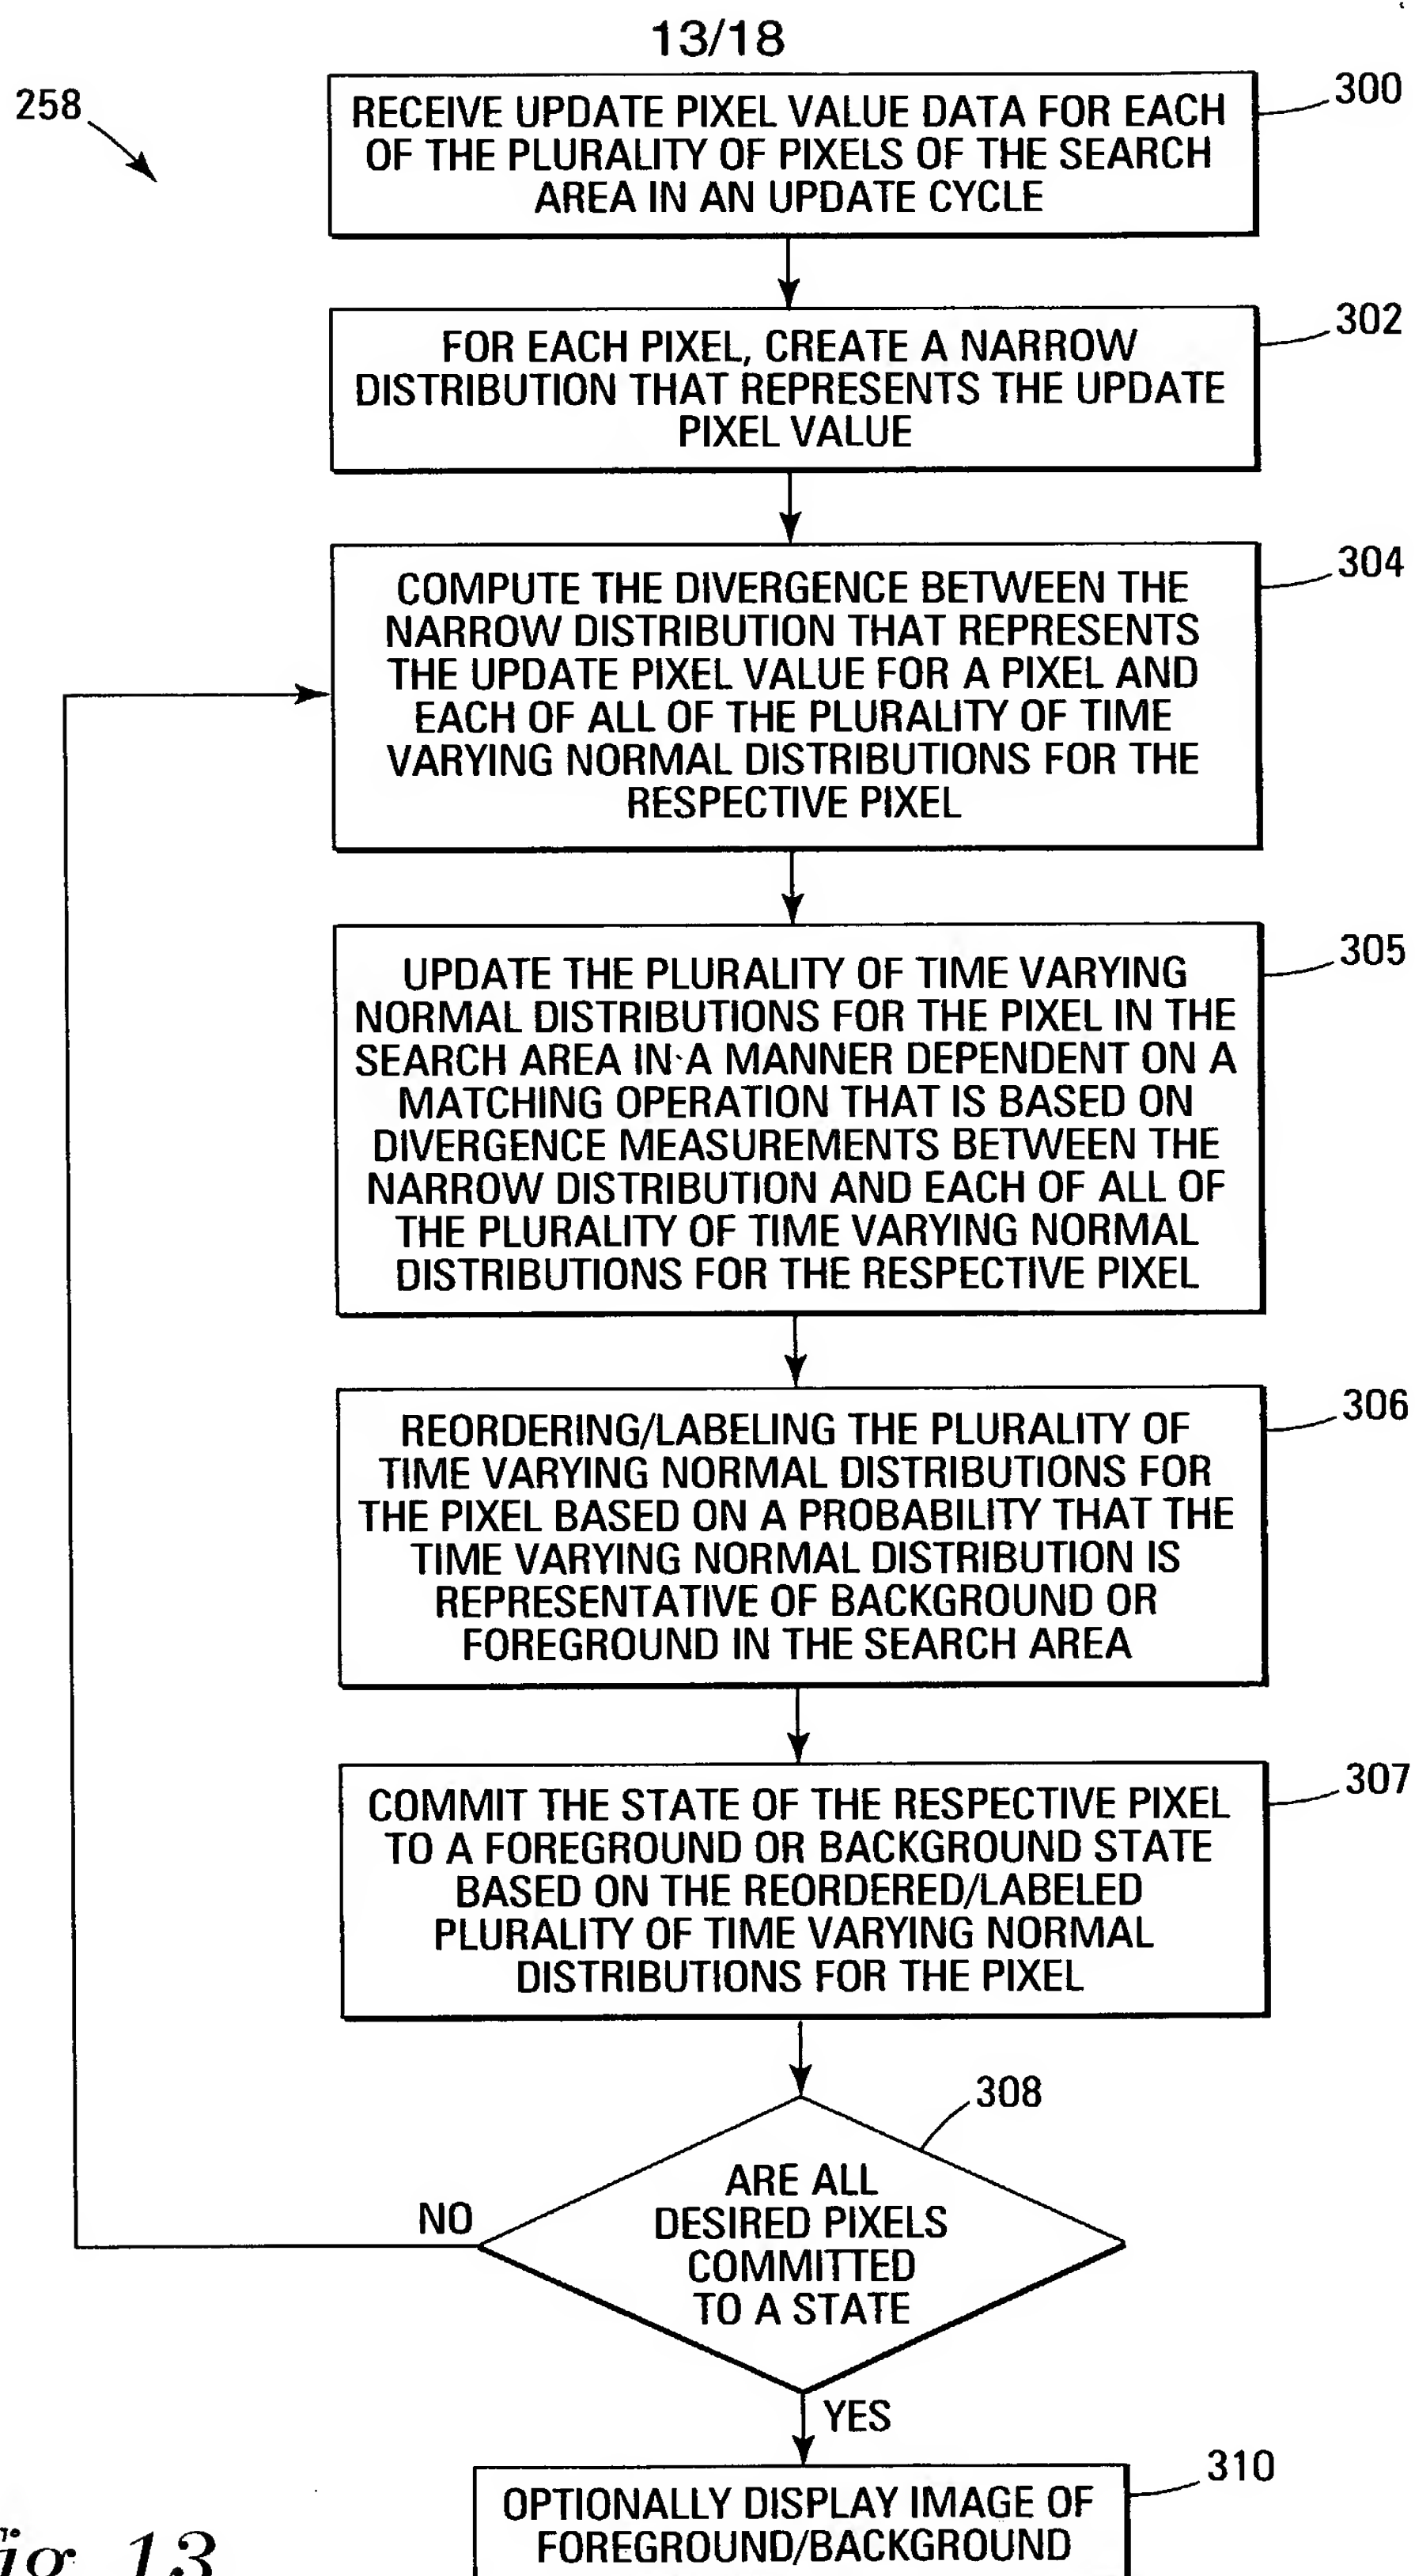 13/18
258
300
RECEIVE UPDATE PIXEL VALUE DATA FOR EACH
OF THE PLURALITY OF PIXELS OF THE SEARCH
AREA IN AN UPDATE CYCLE
302
FOR EACH PIXEL, CREATE A NARROW
DISTRIBUTION THAT REPRESENTS THE UPDATE
PIXEL VALUE
304
COMPUTE THE DIVERGENCE BETWEEN THE
NARROW DISTRIBUTION THAT REPRESENTS
THE UPDATE PIXEL VALUE FOR A PIXEL AND
EACH OF ALL OF THE PLURALITY OF TIME
VARYING NORMAL DISTRIBUTIONS FOR THE
RESPECTIVE PIXEL
305
UPDATE THE PLURALITY OF TIME VARYING
NORMAL DISTRIBUTIONS FOR THE PIXEL IN THE
SEARCH AREA IN A MANNER DEPENDENT ON A
MATCHING OPERATION THAT IS BASED ON
DIVERGENCE MEASUREMENTS BETWEEN THE
NARROW DISTRIBUTION AND EACH OF ALL OF
THE PLURALITY OF TIME VARYING NORMAL
DISTRIBUTIONS FOR THE RESPECTIVE PIXEL
306
REORDERING/LABELING THE PLURALITY OF
TIME VARYING NORMAL DISTRIBUTIONS FOR
THE PIXEL BASED ON A PROBABILITY THAT THE
TIME VARYING NORMAL DISTRIBUTION IS
REPRESENTATIVE OF BACKGROUND OR
FOREGROUND IN THE SEARCH AREA
307
COMMIT THE STATE OF THE RESPECTIVE PIXEL
TO A FOREGROUND OR BACKGROUND STATE
BASED ON THE REORDERED/LABELED
PLURALITY OF TIME VARYING NORMAL
DISTRIBUTIONS FOR THE PIXEL
308
ARE ALL
DESIRED PIXELS
COMMITTED
TO A STATE
NO
YES
310
OPTIONALLY DISPLAY IMAGE OF
FOREGROUND/BACKGROUND
13